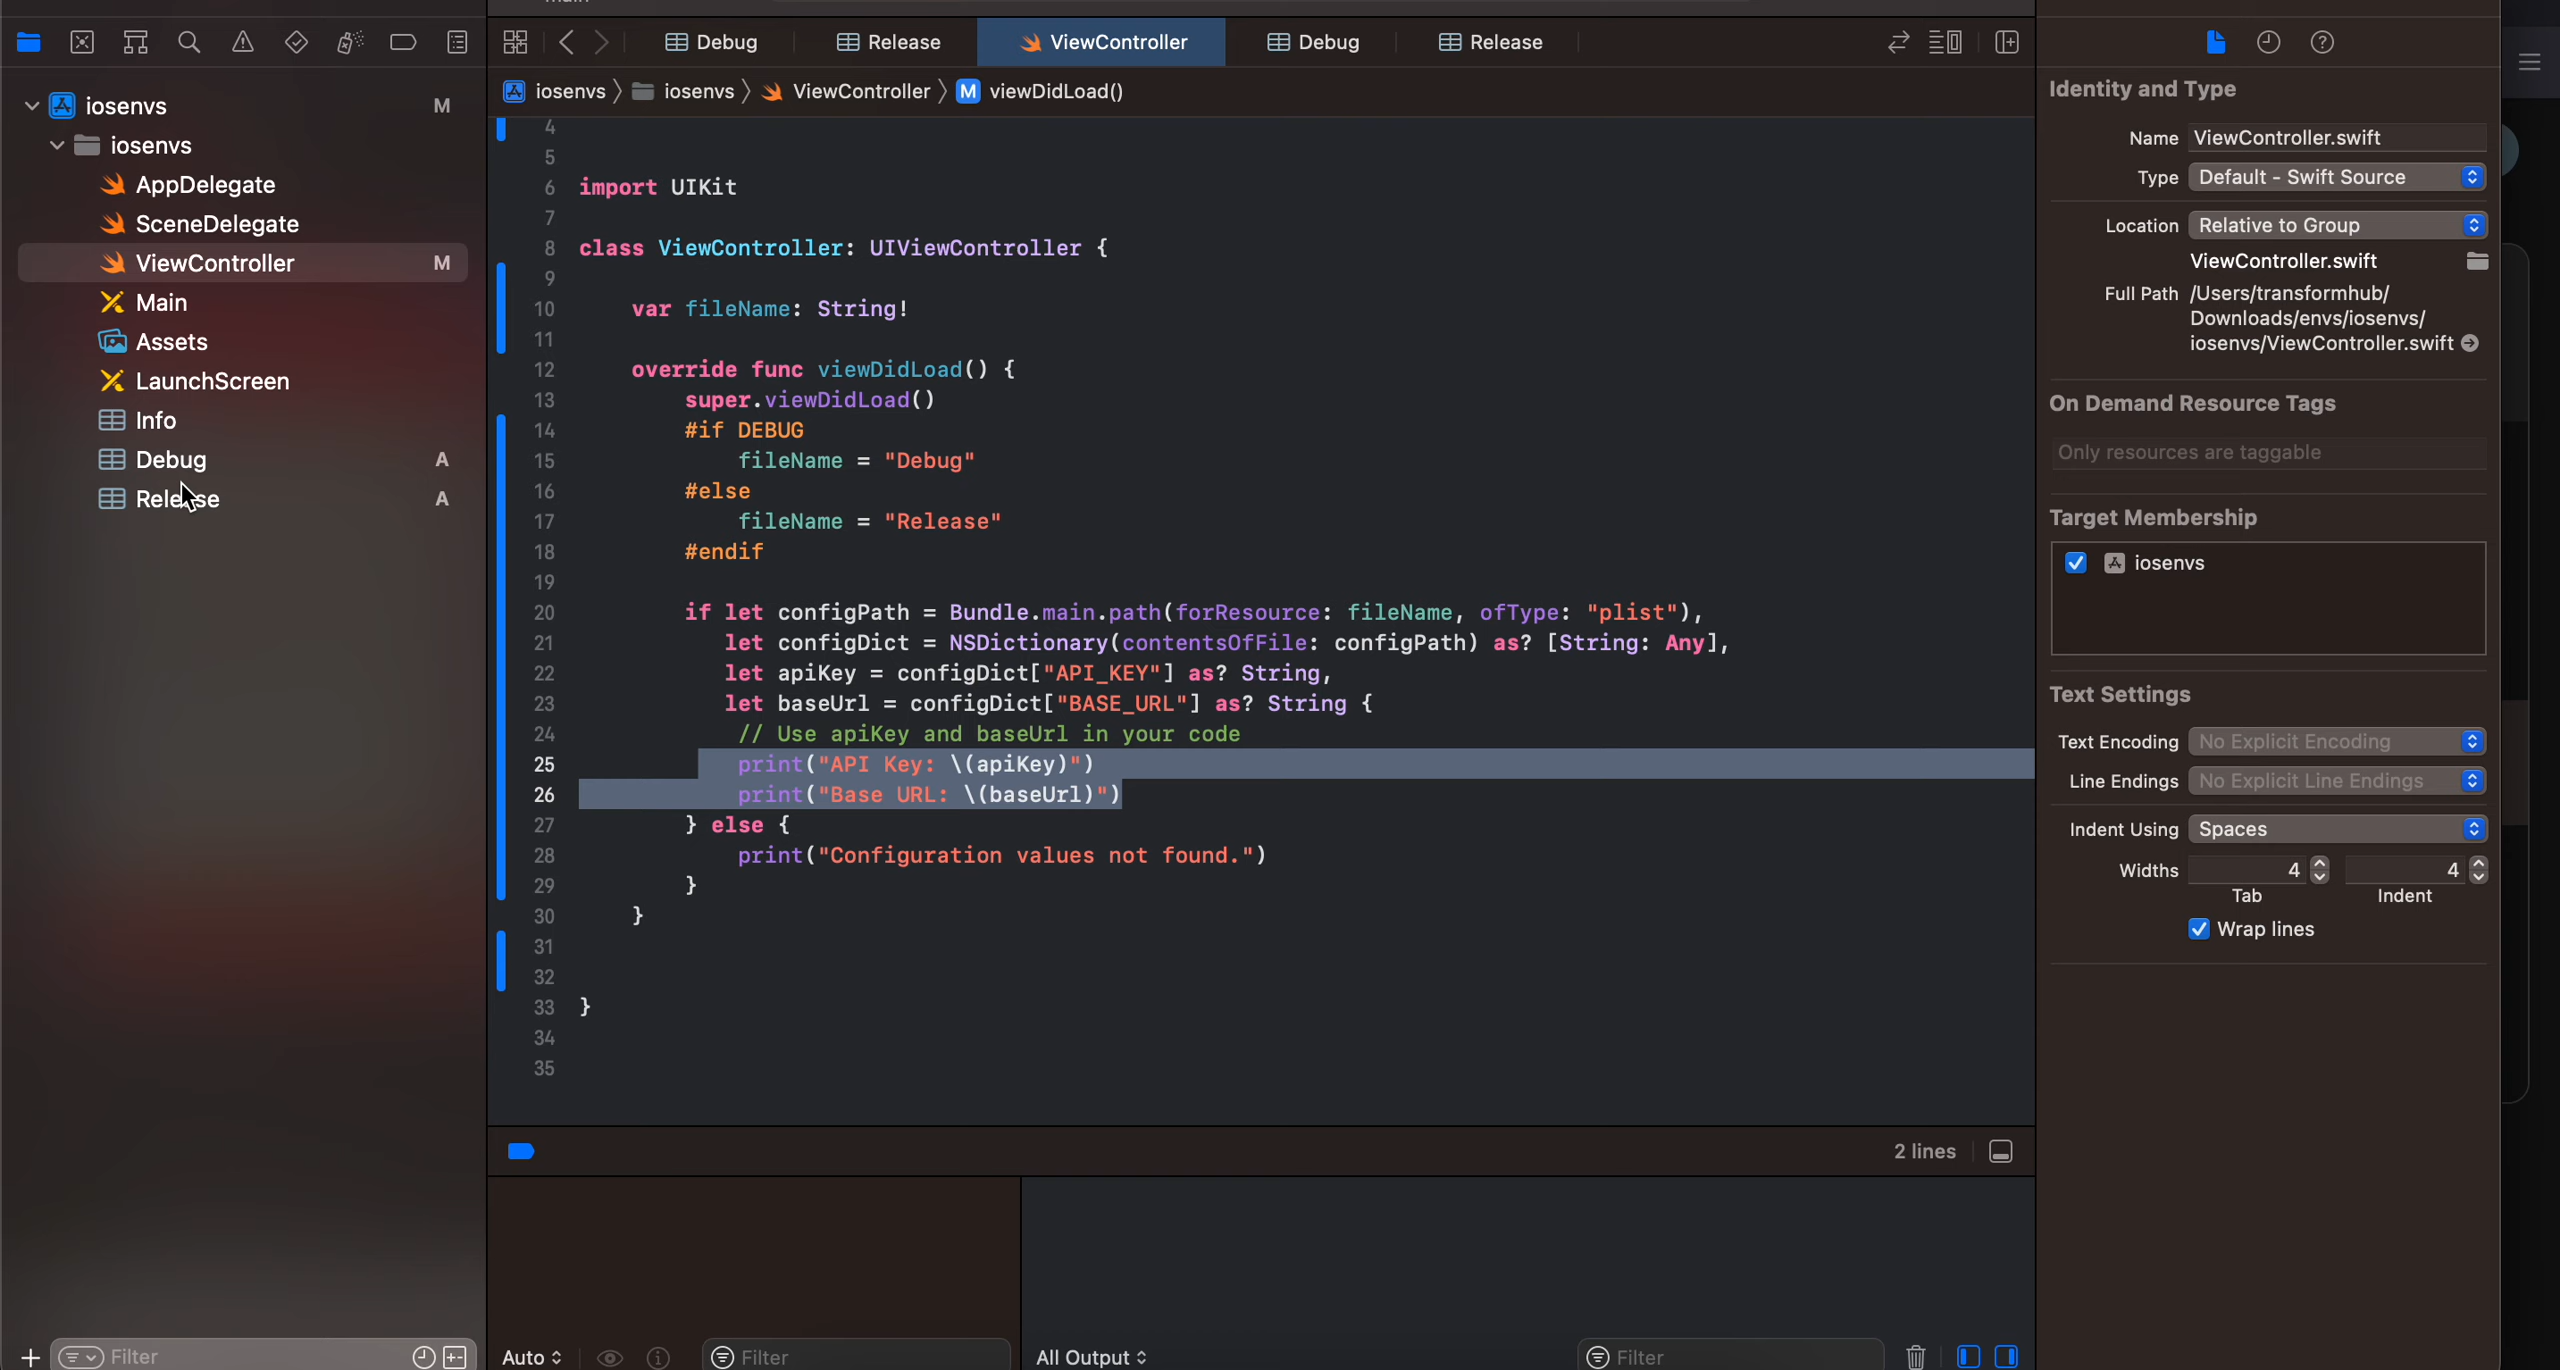 Debug
Release
ViewController
Debug
Release
iosenvs M
iosenvs
AppDelegate
SceneDelegate
ViewController M
Main
Assets
LaunchScreen
Info
Debug A
Release A
Filter
iosenvs 〉 iosenvs 〉 ViewController 〉 M viewDidLoad()
4
5
6 import UIKit
7
8 class ViewController: UIViewController {
9
10 var fileName: String!
11
12 override func viewDidLoad() {
13 super.viewDidLoad()
14 #if DEBUG
15 fileName = "Debug"
16 #else
17 fileName = "Release"
18 #endif
19
20 if let configPath = Bundle.main.path(forResource: fileName, ofType: "plist"),
21 let configDict = NSDictionary(contentsOfFile: configPath) as? [String: Any],
22 let apiKey = configDict["API_KEY"] as? String,
23 let baseUrl = configDict["BASE_URL"] as? String {
24 // Use apiKey and baseUrl in your code
25 print("API Key: \(apiKey)")
26 print("Base URL: \(baseUrl)")
27 } else {
28 print("Configuration values not found.")
29 }
30 }
31
32
33 }
34
35
2 lines
Auto
Filter
All Output
Filter
Identity and Type
Name ViewController.swift
Type Default - Swift Source
Location Relative to Group
ViewController.swift
Full Path /Users/transformhub/
Downloads/envs/iosenvs/
iosenvs/ViewController.swift
On Demand Resource Tags
Only resources are taggable
Target Membership
iosenvs
Text Settings
Text Encoding No Explicit Encoding
Line Endings No Explicit Line Endings
Indent Using Spaces
Widths 4 4
Tab Indent
Wrap lines